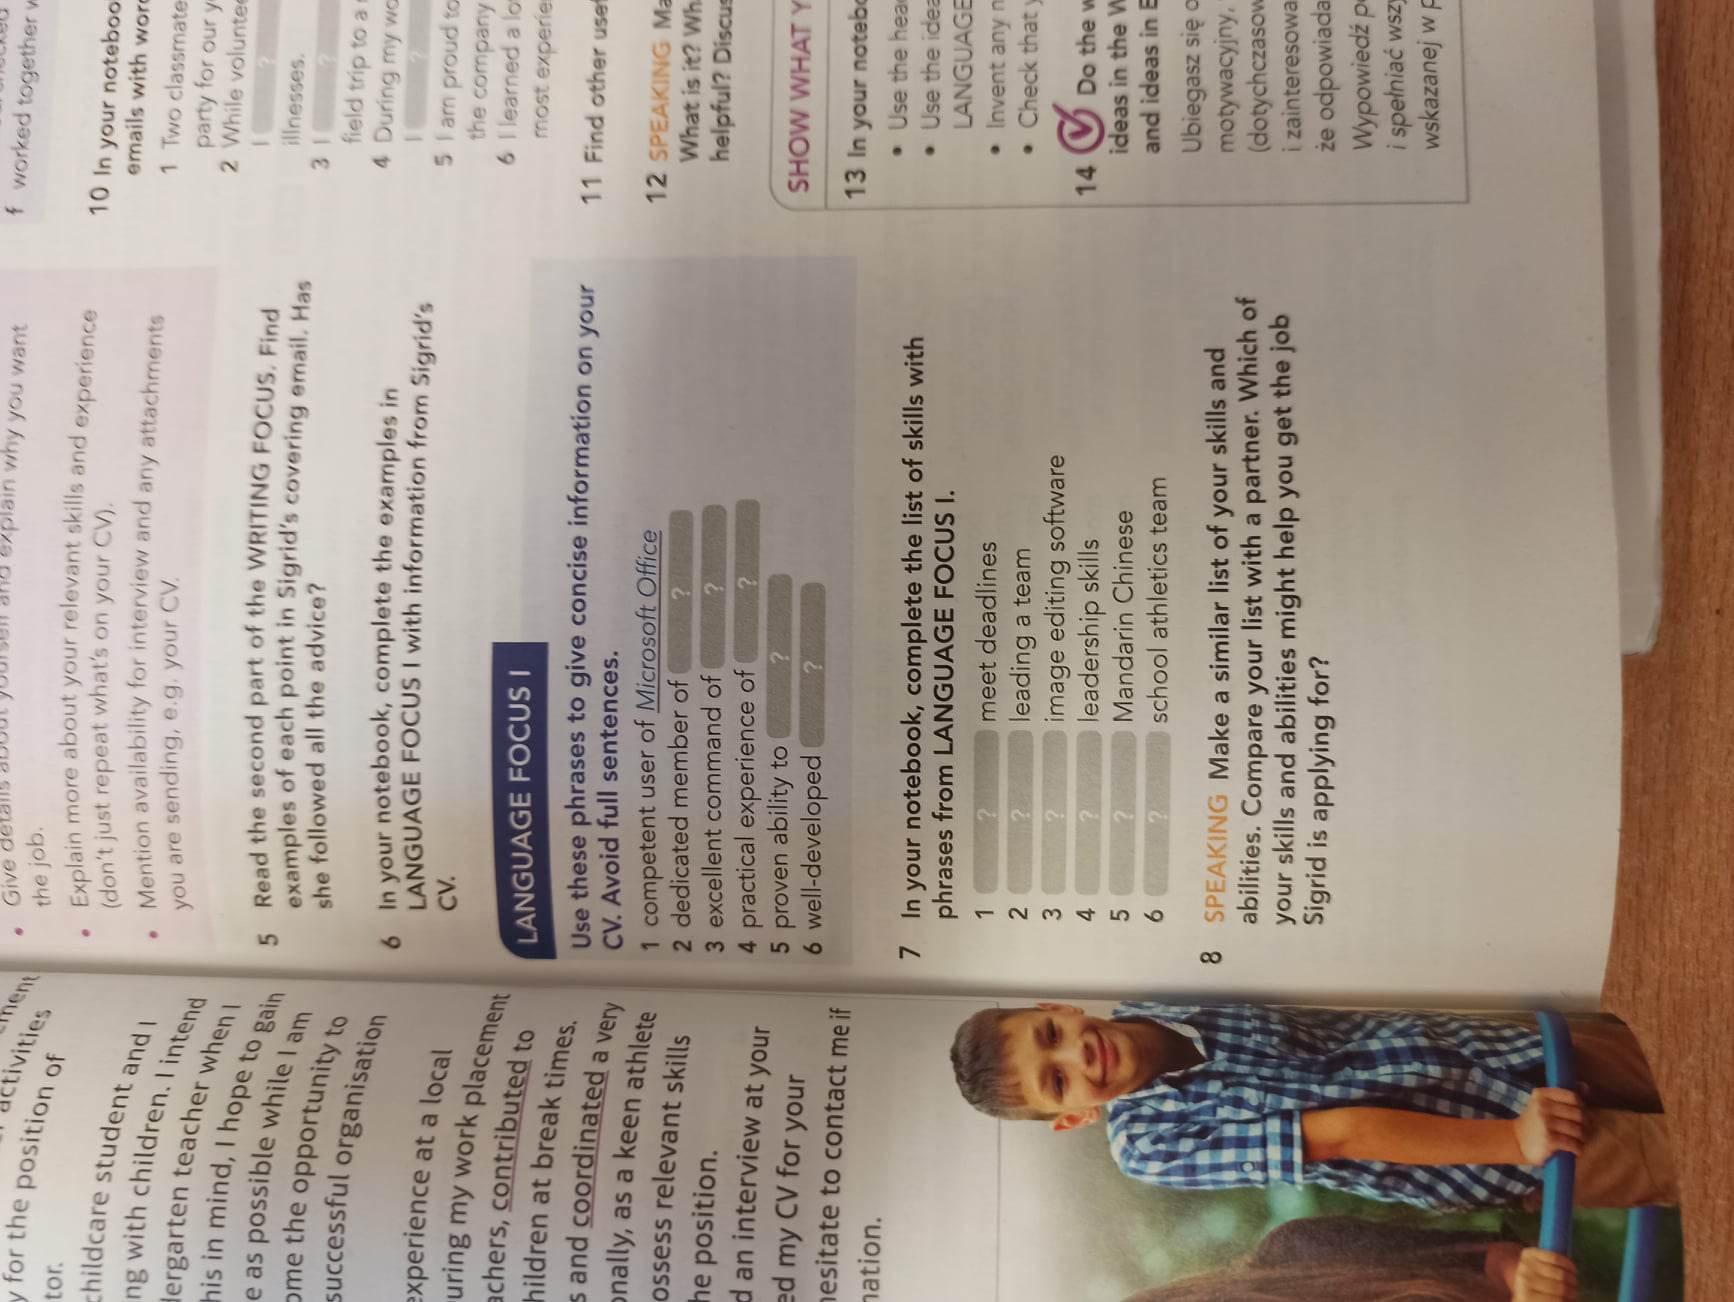 activities
y for the position of
tor.
childcare student and I
ng with children. I intend
dergarten teacher when I
his in mind, I hope to gain
e as possible while I am
ome the opportunity to
successful organisation
experience at a local
uring my work placement
achers, contributed to
hildren at break times.
s and coordinated a very
onally, as a keen athlete
ossess relevant skills
he position.
d an interview at your
ed my CV for your
esitate to contact me if
nation.
• Give details about yourself and explain why you want
the job.
• Explain more about your relevant skills and experience
(don't just repeat what's on your CV).
• Mention availability for interview and any attachments
you are sending, e.g. your CV.
5 Read the second part of the WRITING FOCUS. Find
examples of each point in Sigrid's covering email. Has
she followed all the advice?
6 In your notebook, complete the examples in
LANGUAGE FOCUS I with information from Sigrid's
CV.
LANGUAGE FOCUS I
Use these phrases to give concise information on your
CV. Avoid full sentences.
1 competent user of Microsoft Office
2 dedicated member of ?
3 excellent command of ?
4 practical experience of ?
5 proven ability to ?
6 well-developed ?
7 In your notebook, complete the list of skills with
phrases from LANGUAGE FOCUS I.
1 ? meet deadlines
2 ? leading a team
3 ? image editing software
4 ? leadership skills
5 ? Mandarin Chinese
6 ? school athletics team
8 SPEAKING Make a similar list of your skills and
abilities. Compare your list with a partner. Which of
your skills and abilities might help you get the job
Sigrid is applying for?
f worked together w
10 In your noteboo
emails with wor
1 Two classmate
party for our y
2 While voluntee
I ?
illnesses.
3 I ?
field trip to a r
4 During my wo
I ?
5 I am proud to
the company
6 I learned a lo
most experie
11 Find other usef
12 SPEAKING Ma
What is it? Wh
helpful? Discus
SHOW WHAT Y
13 In your notebo
• Use the hea
• Use the idea
LANGUAGE
• Invent any n
• Check that y
14 Do the w
ideas in the W
and ideas in E
Ubiegasz się o
motywacyjny,
(dotychczasow
i zainteresowa
że odpowiada
Wypowiedź po
i spełniać wszy
wskazanej w p